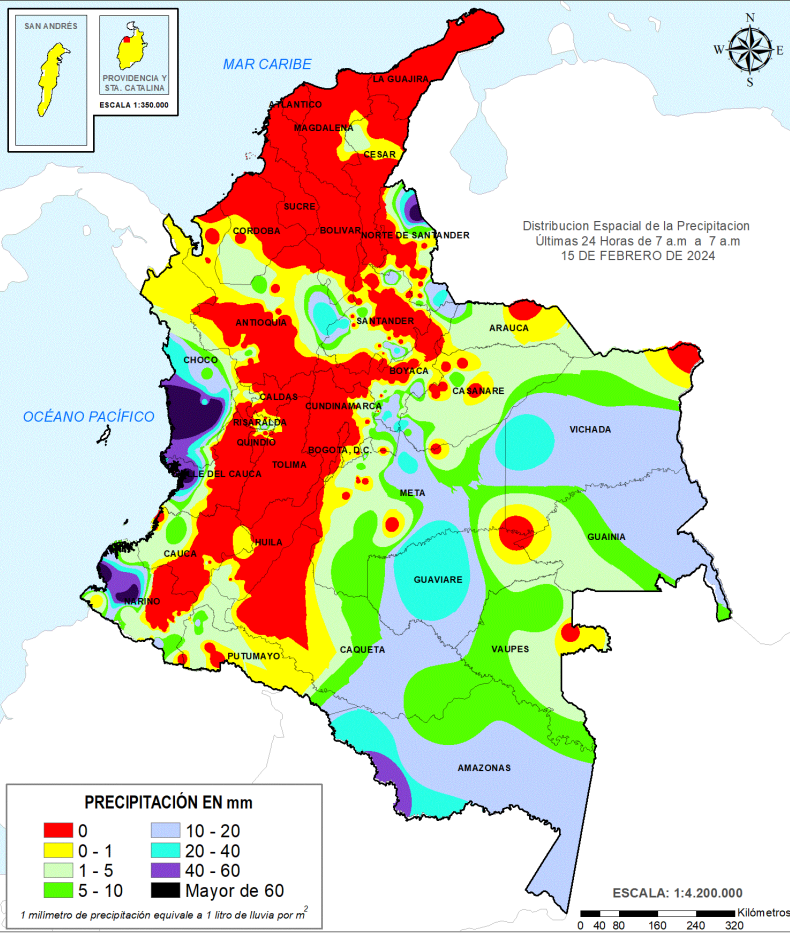 SAN ANDRÉS
PROVIDENCIA Y
STA. CATALINA
ESCALA 1:350.000
MAR CARIBE
N
W
E
S
LA GUAJIRA
ATLANTICO
MAGDALENA
CESAR
SUCRE
CORDOBA
BOLIVAR
NORTE DE SANTANDER
Distribucion Espacial de la Precipitacion
Últimas 24 Horas de 7 a.m a 7 a.m
15 DE FEBRERO DE 2024
ANTIOQUIA
SANTANDER
ARAUCA
CHOCO
BOYACA
CASANARE
CALDAS
CUNDINAMARCA
OCÉANO PACÍFICO
RISARALDA
VICHADA
QUINDIO
BOGOTA, D.C.
TOLIMA
LE DEL CAUCA
META
GUAINIA
HUILA
CAUCA
GUAVIARE
NARIÑO
CAQUETA
VAUPES
PUTUMAYO
AMAZONAS
PRECIPITACIÓN EN mm
0
10 - 20
0 - 1
20 - 40
1 - 5
40 - 60
5 - 10
Mayor de 60
1 milimetro de precipitación equivale a 1 litro de lluvia por m2
ESCALA: 1:4.200.000
0 40 80 160 240 320 Kilómetros